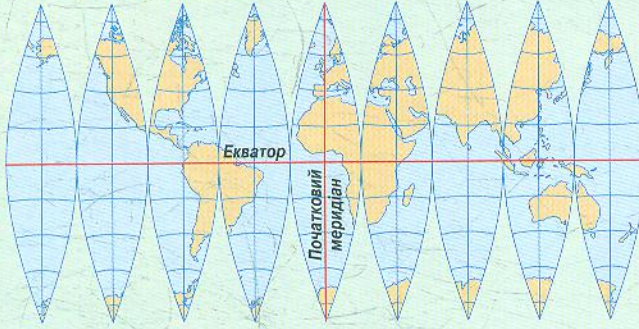 Екватор
Початковий
меридіан